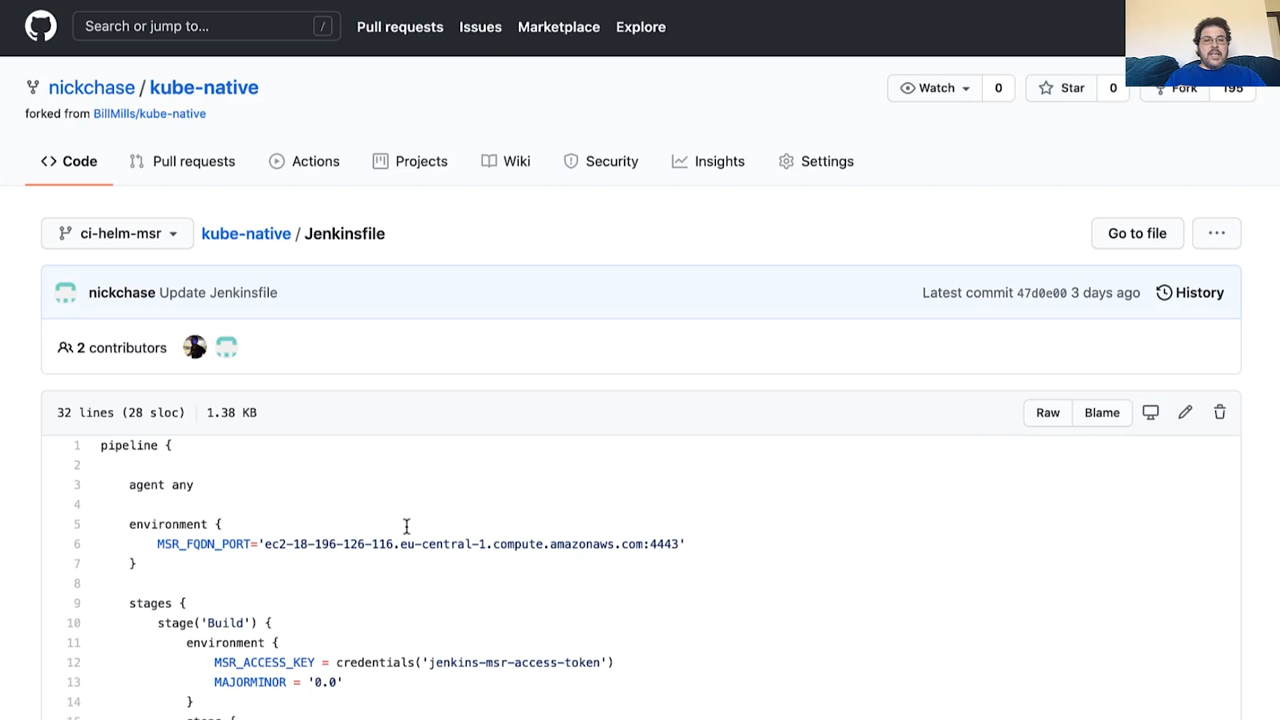 Search or jump to... /
Pull requests Issues Marketplace Explore
nickchase / kube-native
forked from BillMills/kube-native
Watch 0 Star 0 Fork 195
Code Pull requests Actions Projects Wiki Security Insights Settings
ci-helm-msr kube-native / Jenkinsfile Go to file ...
nickchase Update Jenkinsfile Latest commit 47d0e00 3 days ago History
2 contributors
32 lines (28 sloc) 1.38 KB Raw Blame
1 pipeline {
2
3 agent any
4
5 environment {
6 MSR_FQDN_PORT='ec2-18-196-126-116.eu-central-1.compute.amazonaws.com:4443'
7 }
8
9 stages {
10 stage('Build') {
11 environment {
12 MSR_ACCESS_KEY = credentials('jenkins-msr-access-token')
13 MAJORMINOR = '0.0'
14 }
15 steps {